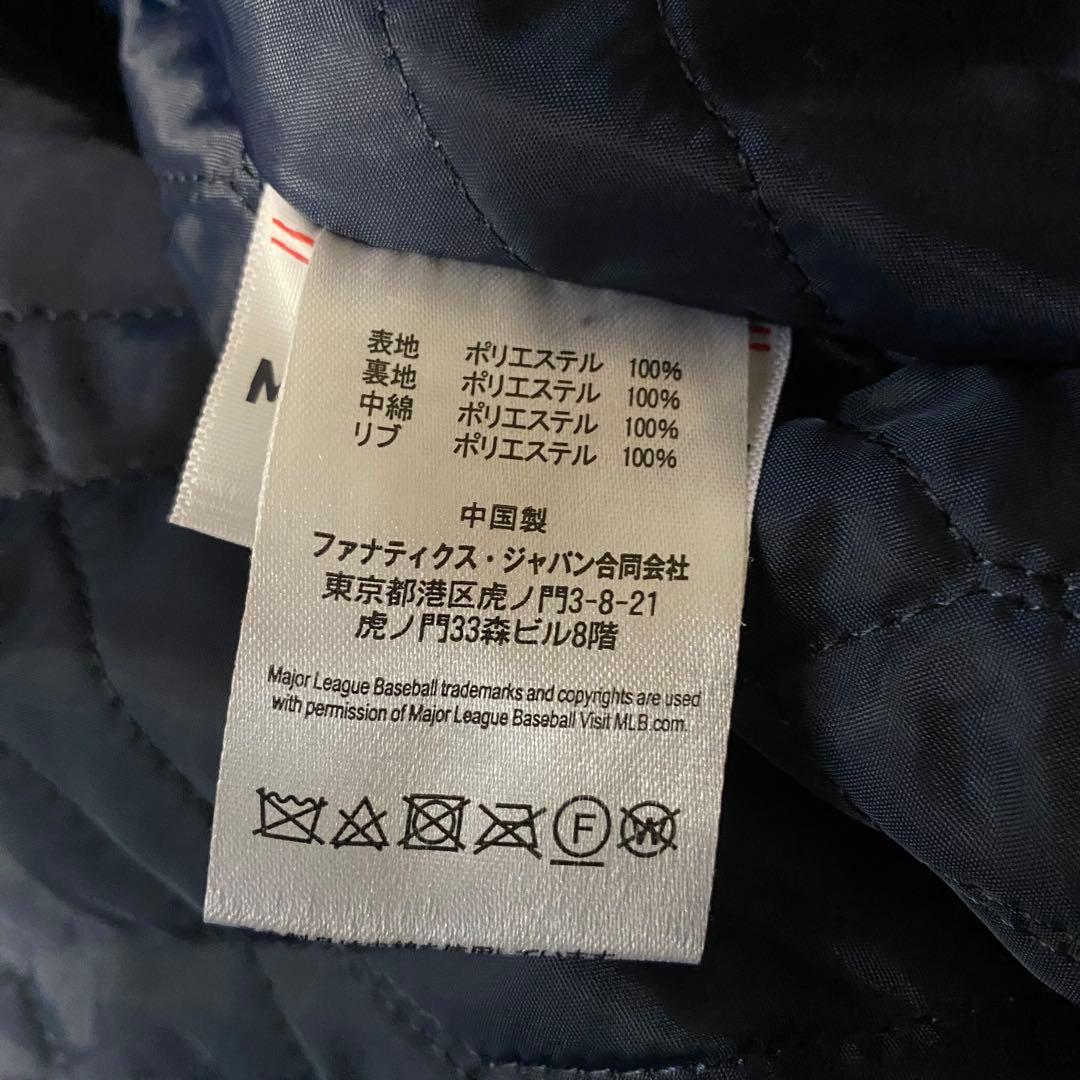 表地 ポリエステル 100%
裏地 ポリエステル 100%
中綿 ポリエステル 100%
リブ ポリエステル 100%
中国製
ファナティクス・ジャパン合同会社
東京都港区虎ノ門3-8-21
虎ノ門33森ビル8階
Major League Baseball trademarks and copyrights are used
with permission of Major League Baseball Visit MLB.com.
F
W
M